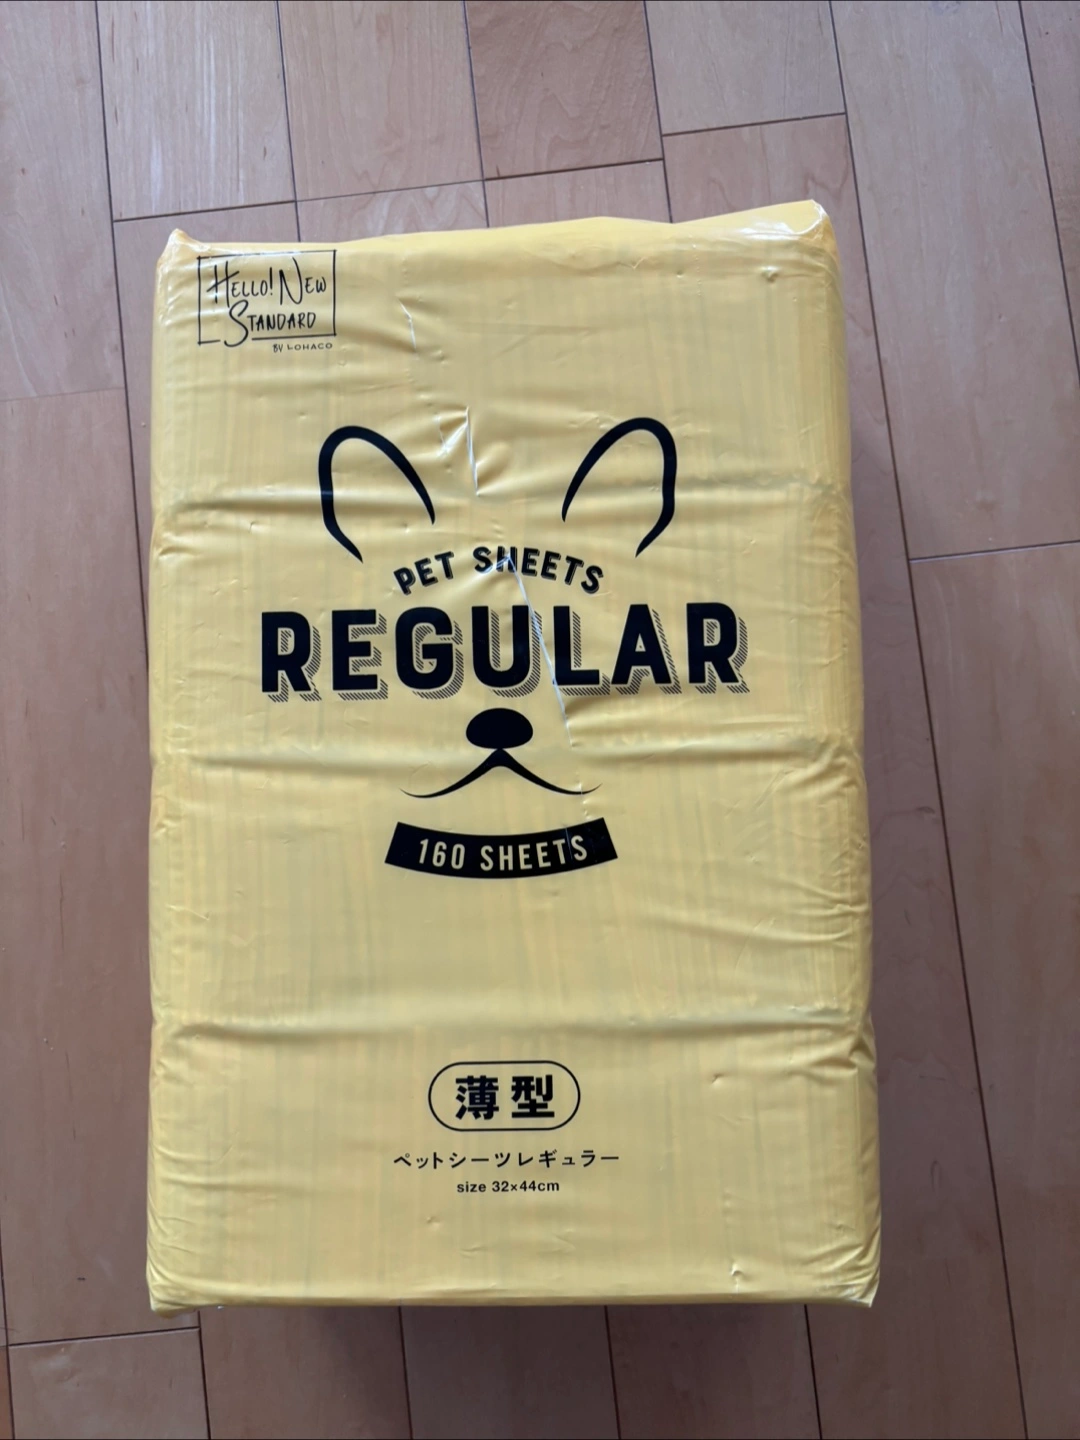 HELLO! NEW
STANDARD
BY LOHACO
PET SHEETS
REGULAR
160 SHEETS
薄型
ペットシーツレギュラー
size 32×44cm